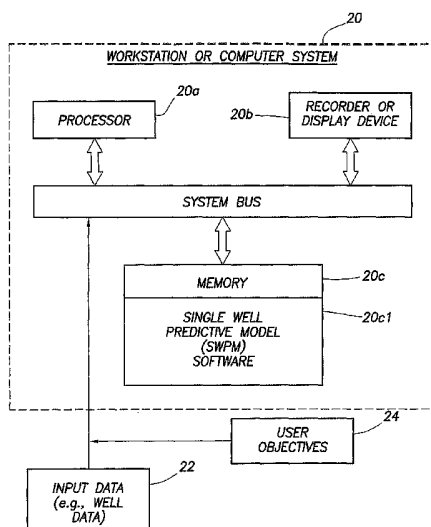 20
WORKSTATION OR COMPUTER SYSTEM
20a
PROCESSOR
20b
RECORDER OR
DISPLAY DEVICE
SYSTEM BUS
MEMORY
20c
SINGLE WELL
PREDICTIVE MODEL
(SWPM)
SOFTWARE
20c1
USER
OBJECTIVES
24
22
INPUT DATA
(e.g., WELL
DATA)